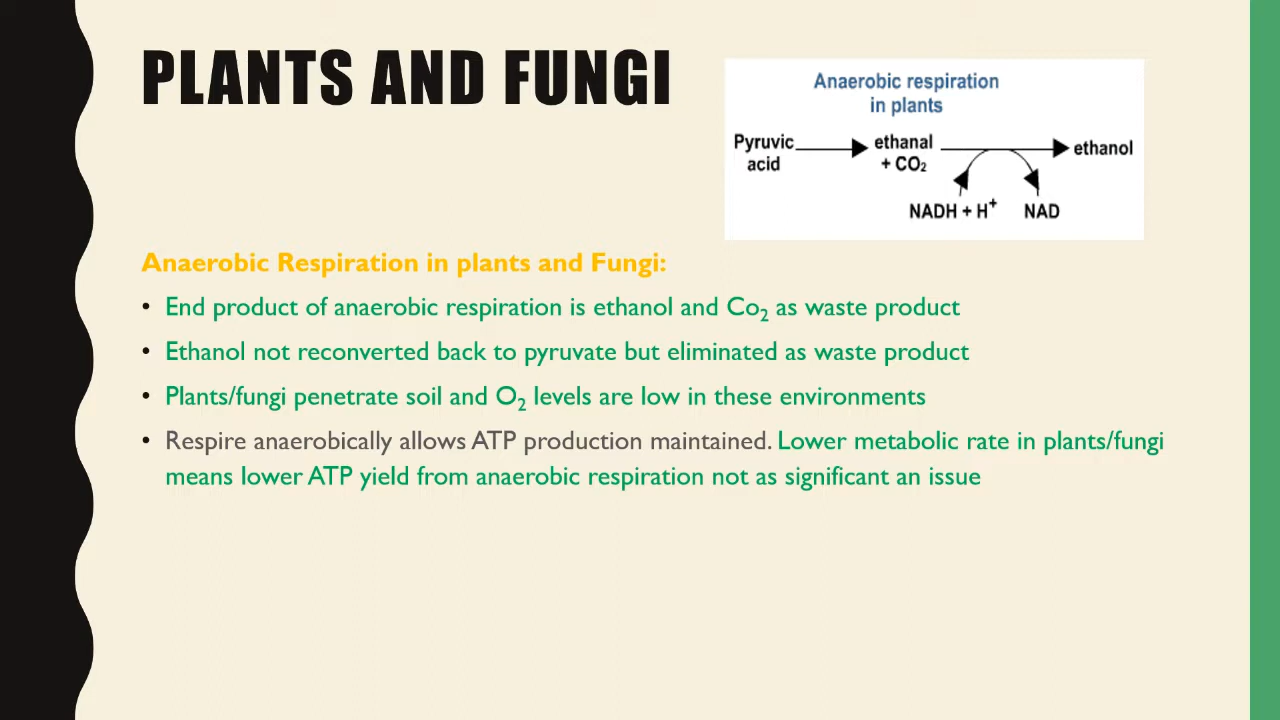 PLANTS AND FUNGI
Anaerobic respiration
in plants
Pyruvic
acid
ethanal
+ CO₂
ethanol
NADH + H⁺
NAD
Anaerobic Respiration in plants and Fungi:
• End product of anaerobic respiration is ethanol and Co₂ as waste product
• Ethanol not reconverted back to pyruvate but eliminated as waste product
• Plants/fungi penetrate soil and O₂ levels are low in these environments
• Respire anaerobically allows ATP production maintained. Lower metabolic rate in plants/fungi
means lower ATP yield from anaerobic respiration not as significant an issue